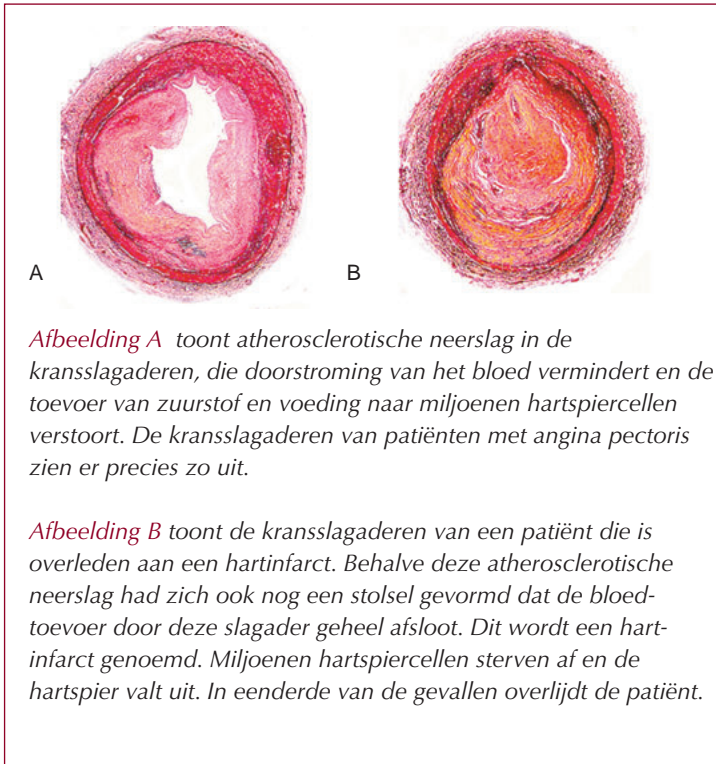 A
B
Afbeelding A toont atherosclerotische neerslag in de
kransslagaderen, die doorstroming van het bloed vermindert en de
toevoer van zuurstof en voeding naar miljoenen hartspiercellen
verstoort. De kransslagaderen van patiënten met angina pectoris
zien er precies zo uit.
Afbeelding B toont de kransslagaderen van een patiënt die is
overleden aan een hartinfarct. Behalve deze atherosclerotische
neerslag had zich ook nog een stolsel gevormd dat de bloed-
toevoer door deze slagader geheel afsloot. Dit wordt een hart-
infarct genoemd. Miljoenen hartspiercellen sterven af en de
hartspier valt uit. In eenderde van de gevallen overlijdt de patiënt.